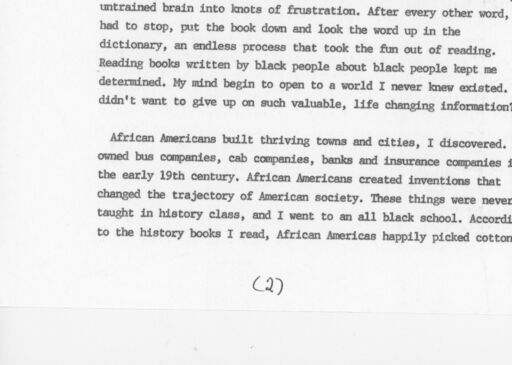 untrained brain into knots of frustration. After every other word,
had to stop, put the book down and look the word up in the
dictionary, an endless process that took the fun out of reading.
Reading books written by black people about black people kept me
determined. My mind begin to open to a world I never knew existed.
didn't want to give up on such valuable, life changing information
African Americans built thriving towns and cities, I discovered.
owned bus companies, cab companies, banks and insurance companies
the early 19th century. African Americans created inventions that
changed the trajectory of American society. These things were never
taught in history class, and I went to an all black school. Accordi
to the history books I read, African Americas happily picked cotton
(2)